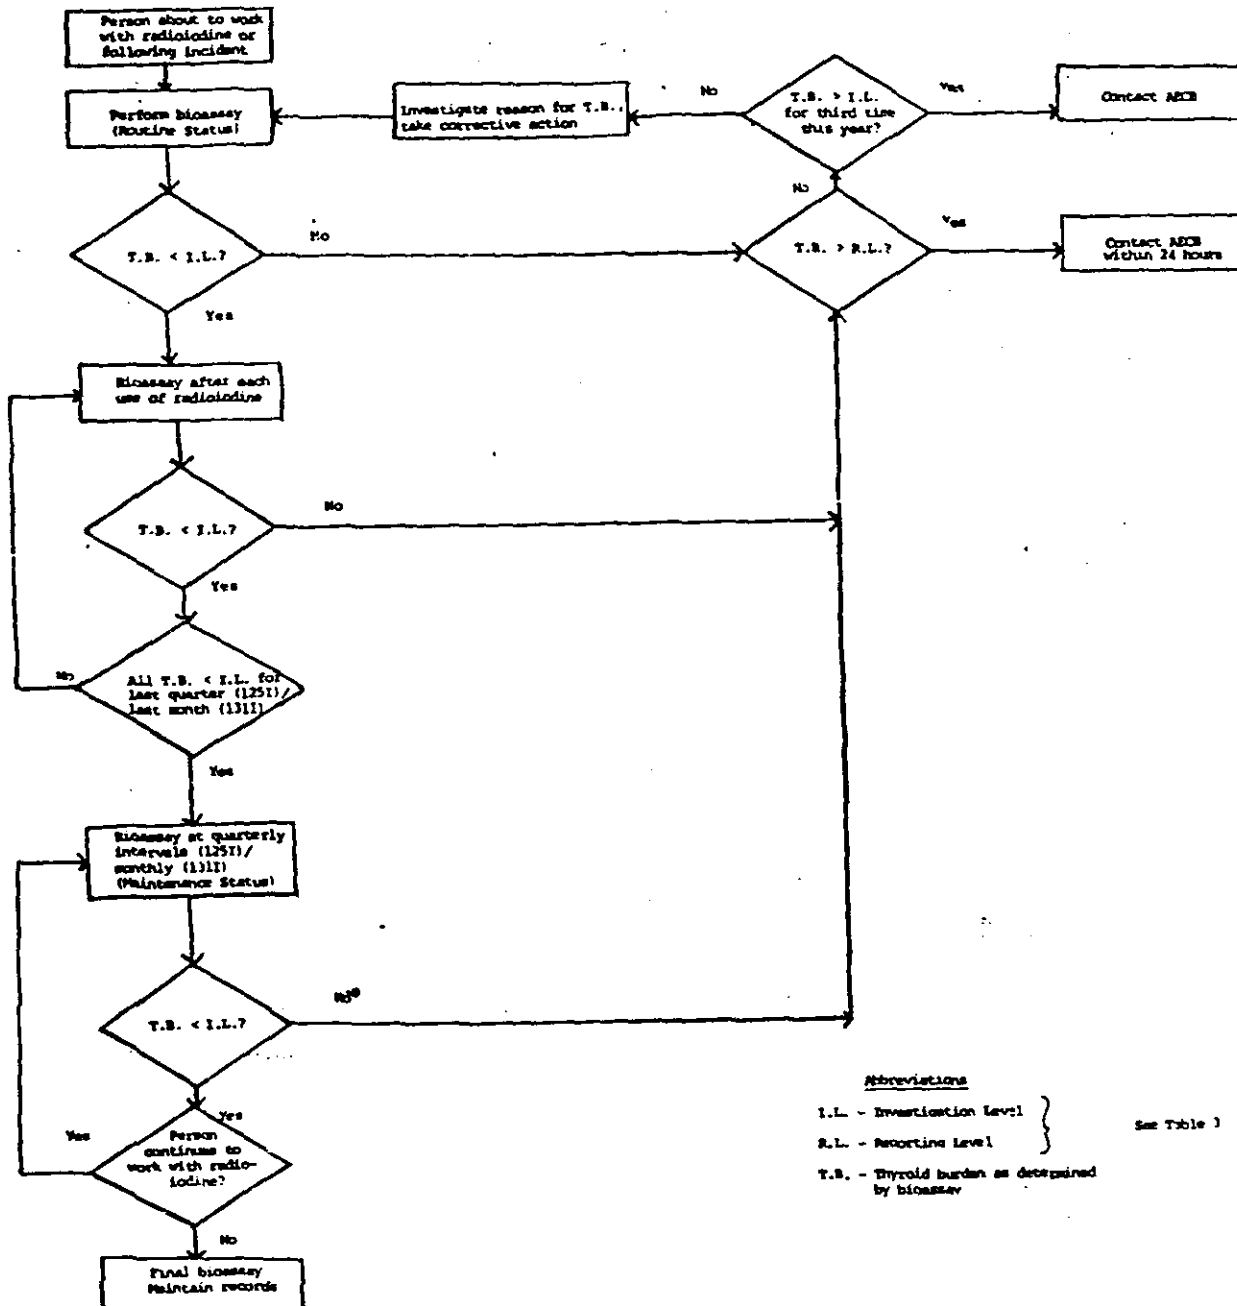 Person about to work
with radioiodine or
following incident
Perform bioassay
(Routine Status)
Investigate reason for T.B.,
take corrective action
No
T.B. > I.L.
for third time
this year?
Yes
Contact AECB
No
T.B. < I.L.?
No
T.B. > R.L.?
Yes
Contact AECB
within 24 hours
Yes
Bioassay after each
use of radioiodine
T.B. < I.L.?
No
Yes
No
All T.B. < I.L. for
last quarter (125I)/
last month (131I)
Yes
Bioassay at quarterly
intervals (125I)/
monthly (131I)
(Maintenance Status)
T.B. < I.L.?
No
Yes
Yes
Person
continues to
work with radio-
iodine?
No
Final bioassay
Maintain records
Abbreviations
I.L. - Investigation Level
R.L. - Reporting Level
See Table
T.B. - Thyroid burden as determined
by bioassay